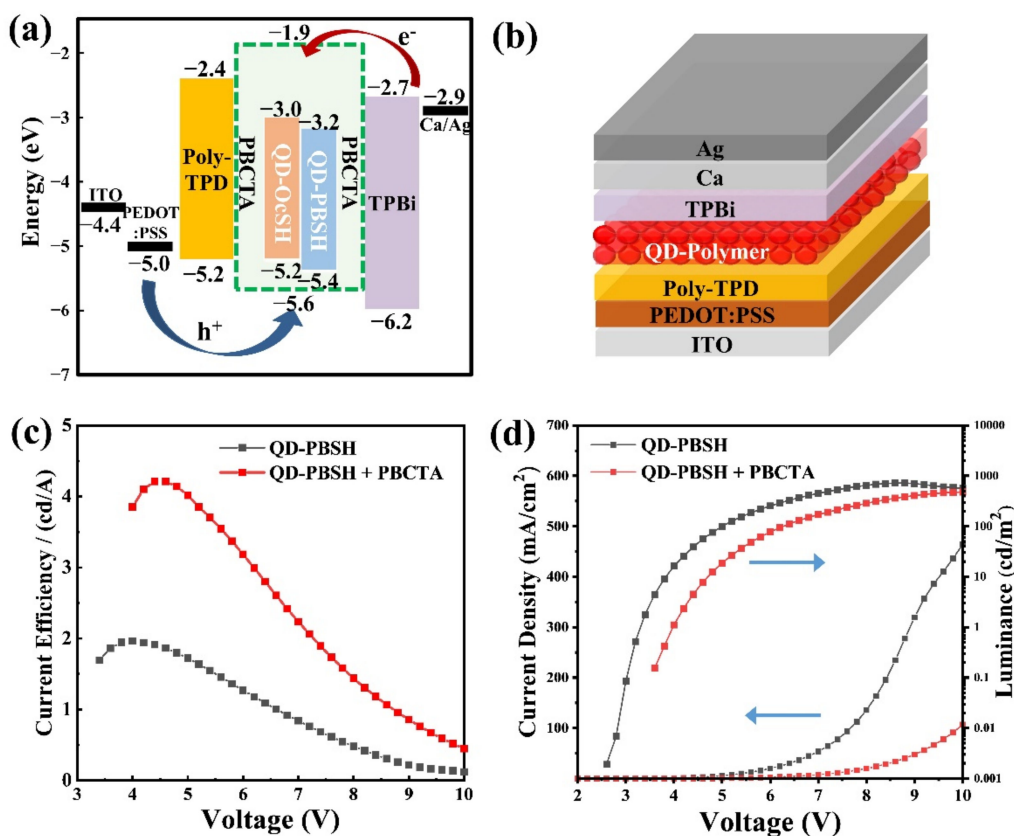 (a)
−1.9
e⁻
−2
−2.4
−2.7
−2.9
Ca/Ag
−3
−3.0
−3.2
Poly-
TPD
PBCTA
QD-OcSH
QD-PBSH
PBCTA
TPBi
Energy (eV)
−4
ITO
−4.4
PEDOT
:PSS
−5
−5.0
−5.2
−5.2
−5.4
−5.6
−6
−6.2
h⁺
−7
(b)
Ag
Ca
TPBi
QD-Polymer
Poly-TPD
PEDOT:PSS
ITO
(c)
QD-PBSH
QD-PBSH + PBCTA
Current Efficiency / (cd/A)
5
4
3
2
1
0
3 4 5 6 7 8 9 10
Voltage (V)
(d)
QD-PBSH
QD-PBSH + PBCTA
Current Density (mA/cm²)
700
600
500
400
300
200
100
2 3 4 5 6 7 8 9 10
Voltage (V)
10000
1000
100
10
1
0.1
0.01
0.001
Luminance (cd/m²)